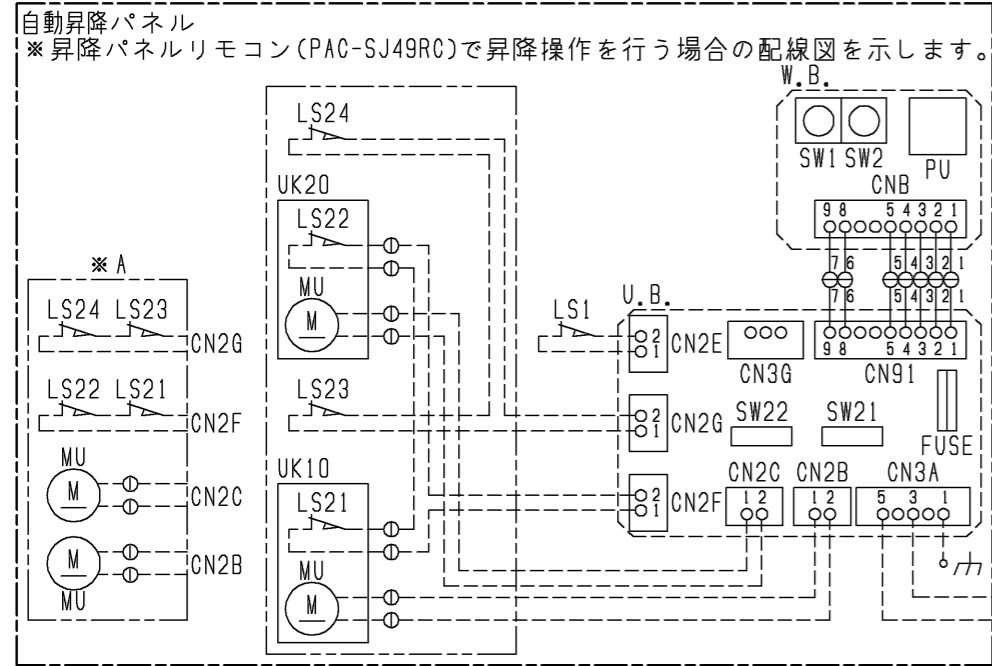 自動昇降パネル
※昇降パネルリモコン(PAC-SJ49RC)で昇降操作を行う場合の配線図を示します。
W.B.
SW1 SW2
PU
CNB
9 8 5 4 3 2 1
7 6 5 4 3 2 1
7 6 5 4 3 2 1
9 8 5 4 3 2 1
CN91
LS24
UK20
LS22
MU
M
LS23
UK10
LS21
MU
M
※A
LS24 LS23
CN2G
LS22 LS21
CN2F
MU
M
CN2C
M
CN2B
MU
LS1
U.B.
2
1
CN2E
CN3G
2
1
CN2G
SW22
SW21
FUSE
2
1
CN2F
CN2C
1 2
CN2B
1 2
CN3A
5 3 1